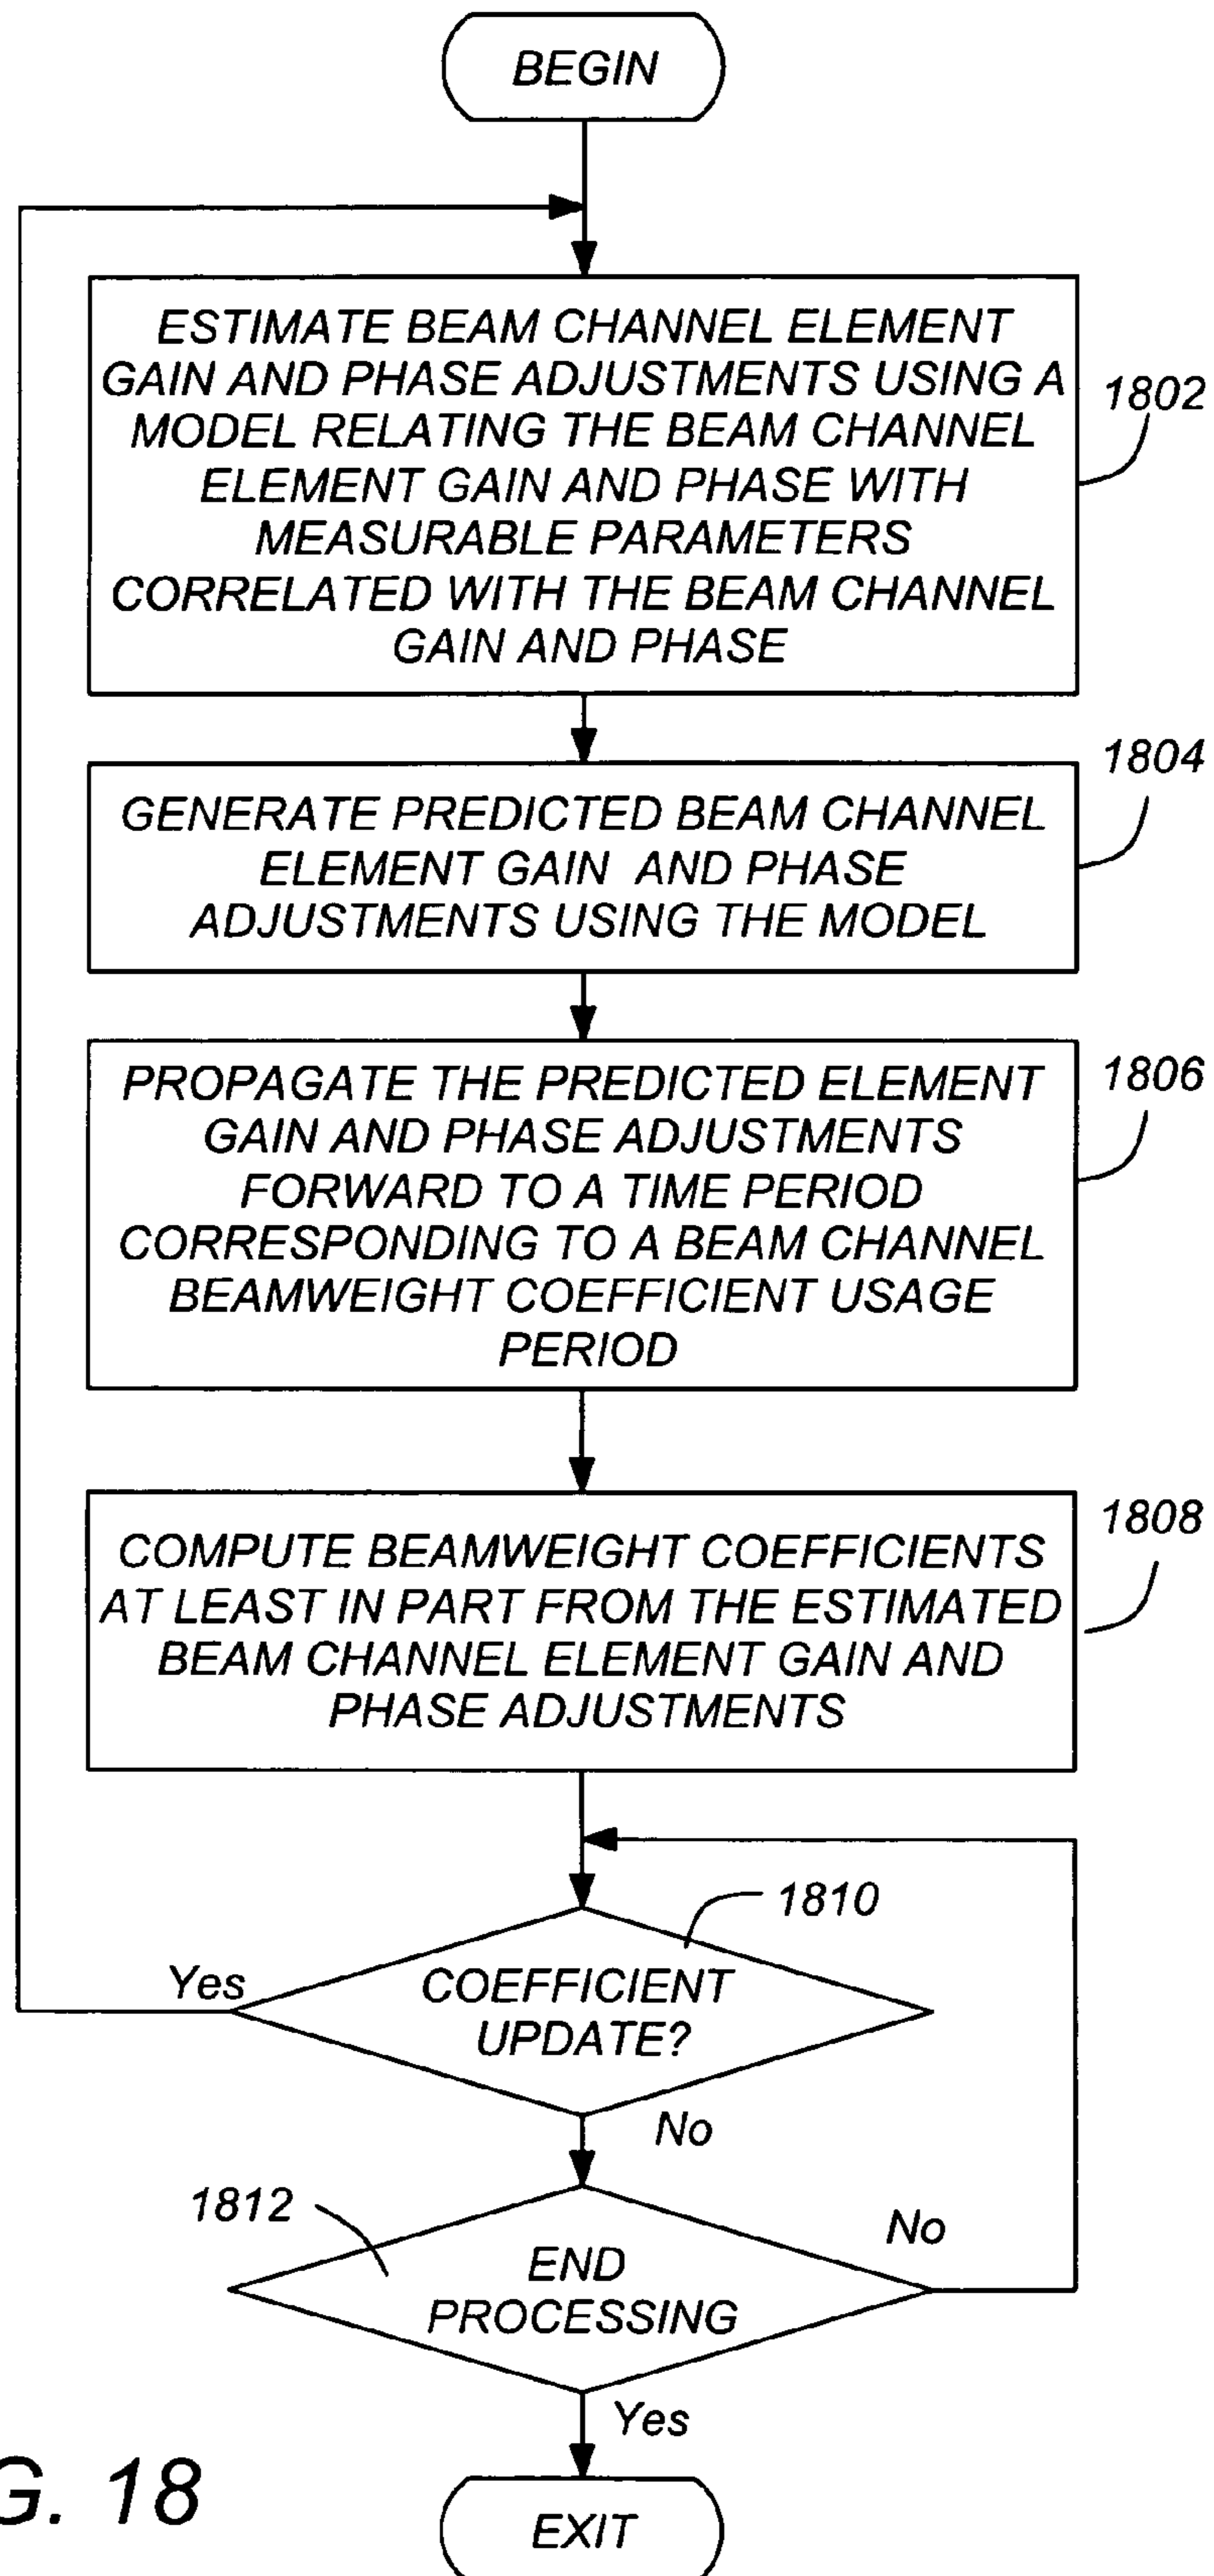 BEGIN
ESTIMATE BEAM CHANNEL ELEMENT
GAIN AND PHASE ADJUSTMENTS USING A
MODEL RELATING THE BEAM CHANNEL
ELEMENT GAIN AND PHASE WITH
MEASURABLE PARAMETERS
CORRELATED WITH THE BEAM CHANNEL
GAIN AND PHASE
1802
GENERATE PREDICTED BEAM CHANNEL
ELEMENT GAIN AND PHASE
ADJUSTMENTS USING THE MODEL
1804
PROPAGATE THE PREDICTED ELEMENT
GAIN AND PHASE ADJUSTMENTS
FORWARD TO A TIME PERIOD
CORRESPONDING TO A BEAM CHANNEL
BEAMWEIGHT COEFFICIENT USAGE
PERIOD
1806
COMPUTE BEAMWEIGHT COEFFICIENTS
AT LEAST IN PART FROM THE ESTIMATED
BEAM CHANNEL ELEMENT GAIN AND
PHASE ADJUSTMENTS
1808
1810
Yes
COEFFICIENT
UPDATE?
No
1812
No
END
PROCESSING
Yes
G. 18
EXIT